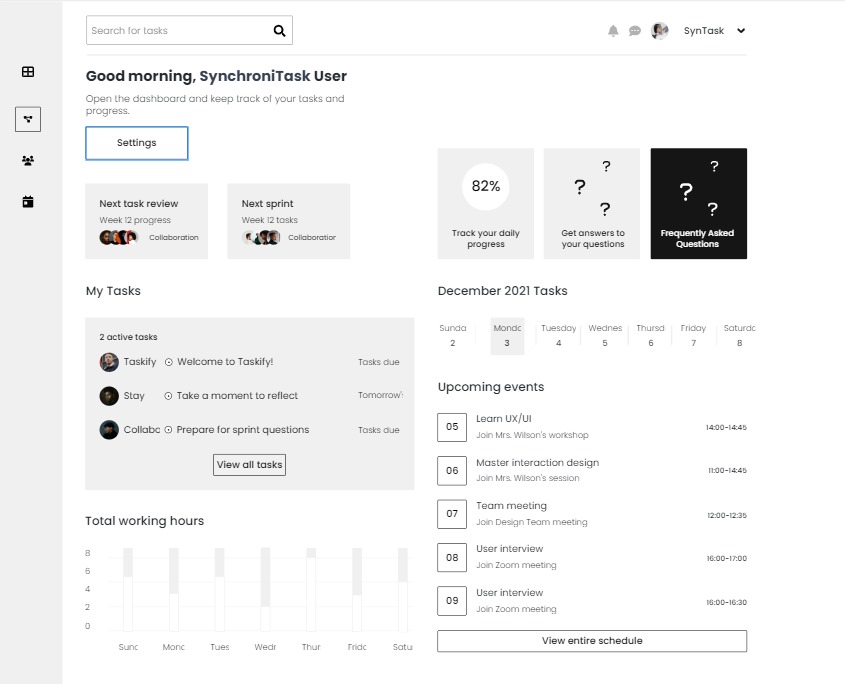 Search for tasks
SynTask
Good morning, SynchroniTask User
Open the dashboard and keep track of your tasks and
progress.
Settings
Next task review
Week 12 progress
Collaboration
Next sprint
Week 12 tasks
Collaboration
82%
Track your daily
progress
?
?
?
Get answers to
your questions
?
?
?
Frequently Asked
Questions
My Tasks
2 active tasks
Taskify Welcome to Taskify! Tasks due
Stay Take a moment to reflect Tomorrow's
Collabc Prepare for sprint questions Tasks due
View all tasks
Total working hours
8
6
4
2
0
Sunc Monc Tues Wedr Thur Fridc Satu
December 2021 Tasks
Sunda Mondc Tuesday Wednes Thursd Friday Saturdc
2 3 4 5 6 7 8
Upcoming events
05
Learn UX/UI
Join Mrs. Wilson's workshop
14:00-14:45
06
Master interaction design
Join Mrs. Wilson's session
11:00-14:45
07
Team meeting
Join Design Team meeting
12:00-12:35
08
User interview
Join Zoom meeting
16:00-17:00
09
User interview
Join Zoom meeting
16:00-16:30
View entire schedule